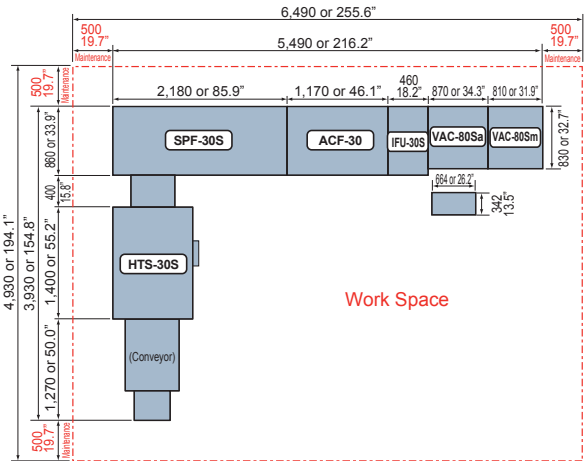 6,490 or 255.6”
500
19.7”
Maintenance
5,490 or 216.2”
500
19.7”
Maintenance
500
19.7”
Maintenance
2,180 or 85.9”
1,170 or 46.1”
460
18.2”
870 or 34.3”
810 or 31.9”
860 or 33.9”
SPF-30S
ACF-30
IFU-30S
VAC-80Sa
VAC-80Sm
830 or 32.7”
400
15.8”
664 or 26.2”
342
13.5”
4,930 or 194.1”
3,930 or 154.8”
1,400 or 55.2”
HTS-30S
Work Space
1,270 or 50.0”
(Conveyor)
500
19.7”
Maintenance